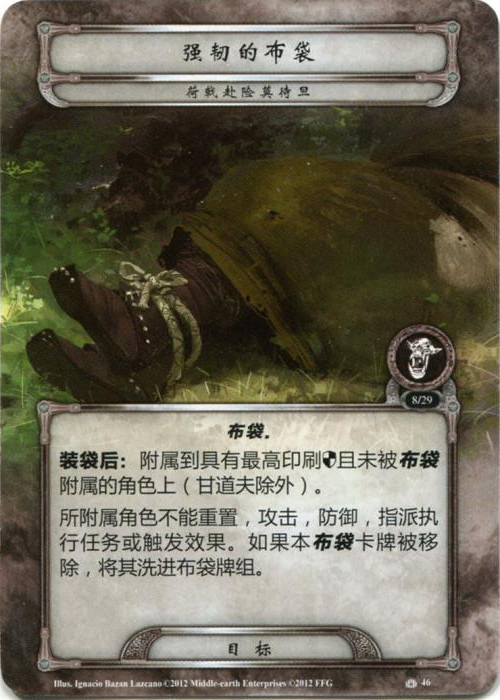 强韧的布袋
荷戟赴险莫待旦
8/29
布袋.
装袋后：附属到具有最高印刷且未被布袋
附属的角色上（甘道夫除外）。
所附属角色不能重置，攻击，防御，指派执
行任务或触发效果。如果本布袋卡牌被移
除，将其洗进布袋牌组。
目标
Illus. Ignacio Bazan Lazcano ©2012 Middle-earth Enterprises ©2012 FFG
46